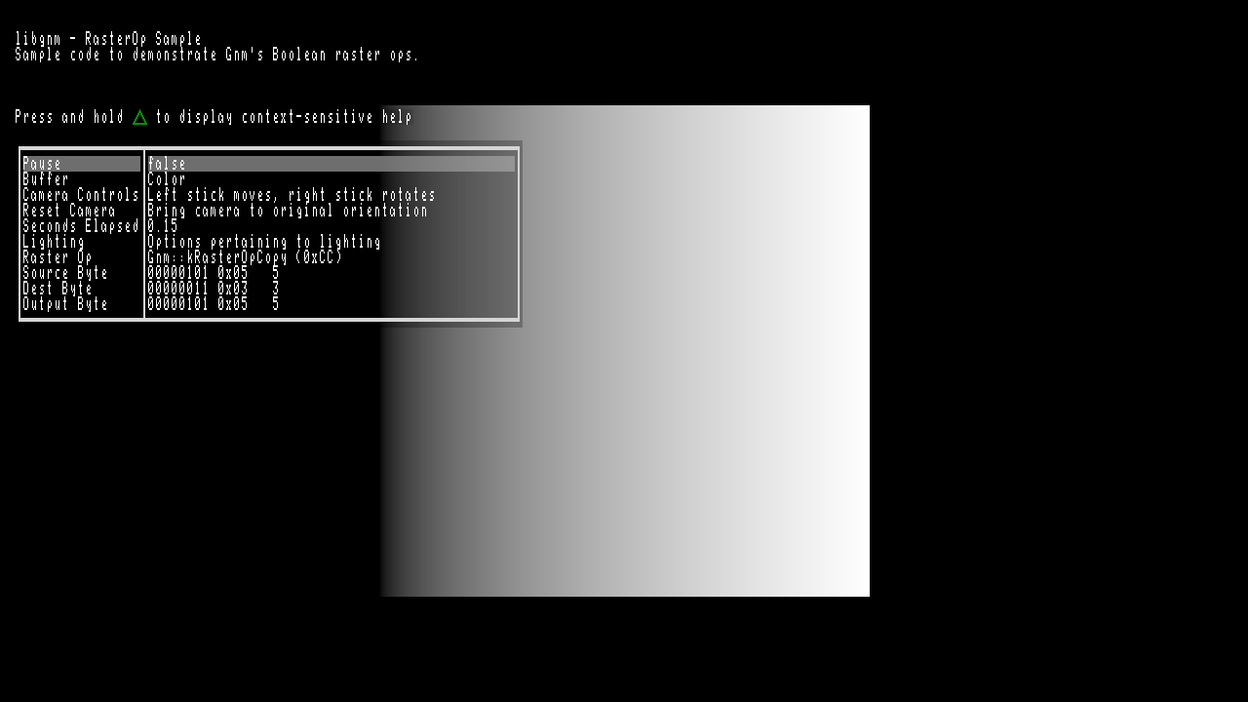 libgnm - RasterOp Sample
Sample code to demonstrate Gnm's Boolean raster ops.
Press and hold △ to display context-sensitive help
Pause false
Buffer Color
Camera Controls Left stick moves, right stick rotates
Reset Camera Bring camera to original orientation
Seconds Elapsed 0.15
Lighting Options pertaining to lighting
Raster Op Gnm::kRasterOpCopy (0xCC)
Source Byte 00000101 0x05 5
Dest Byte 00000011 0x03 3
Output Byte 00000101 0x05 5